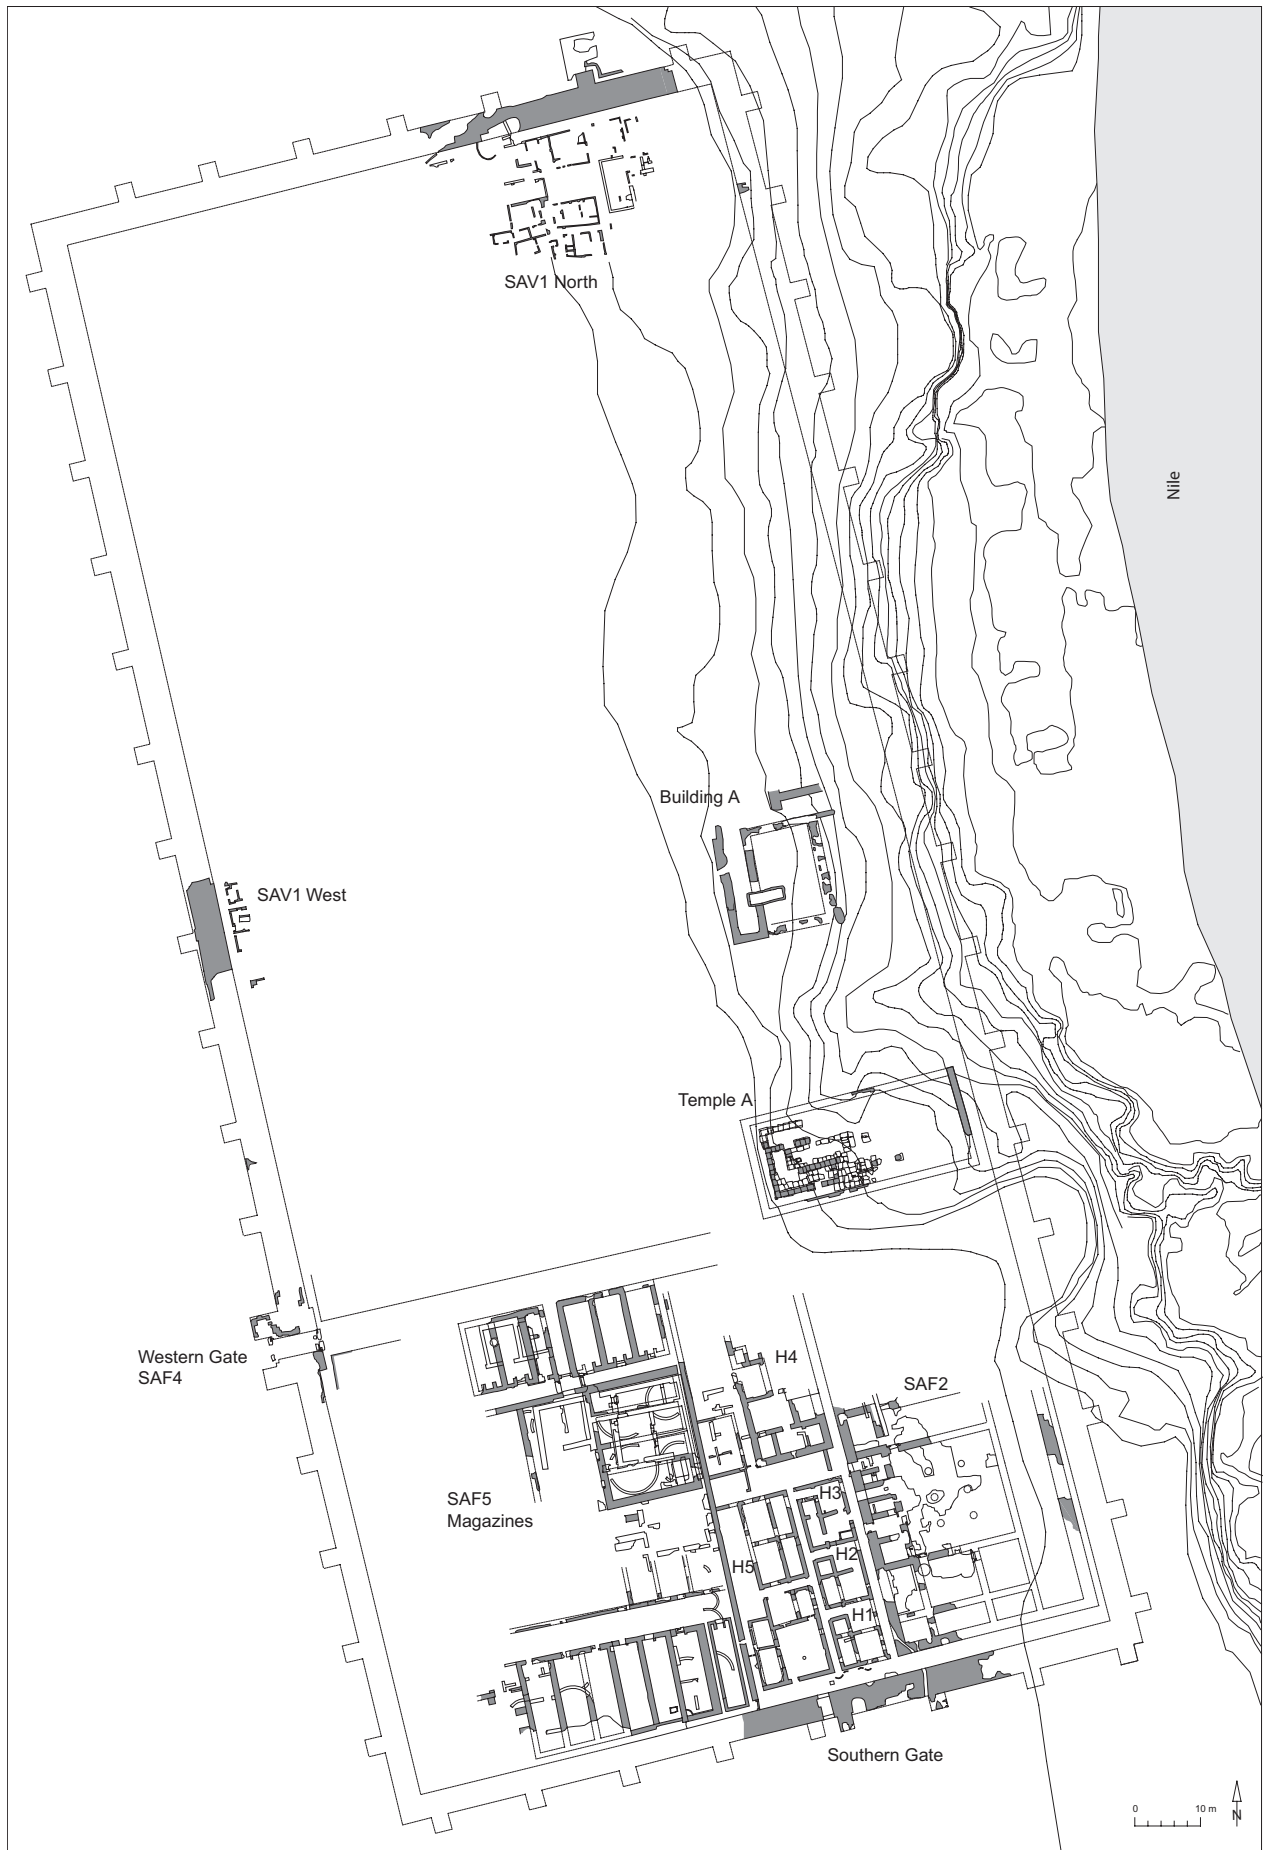 SAV1 North
Nile
Building A
SAV1 West
Temple A
Western Gate
SAF4
H4
SAF2
H3
SAF5
Magazines
H2
H5
H1
Southern Gate
0 10 m
N